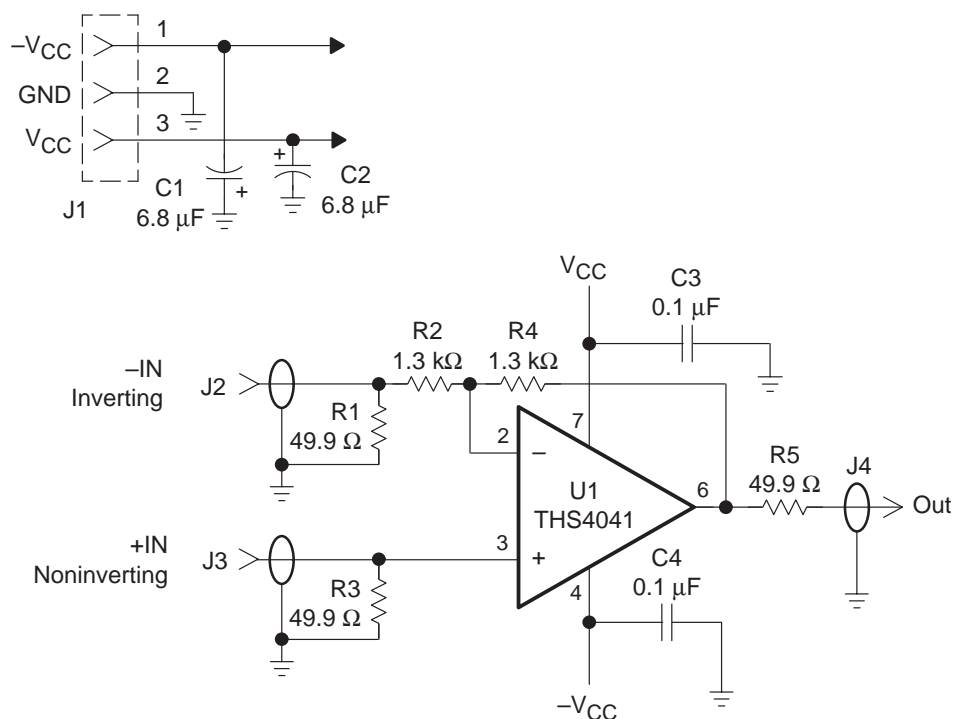 1
–VCC
2
GND
3
VCC
J1
+
C1
6.8 µF
+
C2
6.8 µF
VCC
C3
0.1 µF
R2
1.3 kΩ
R4
1.3 kΩ
–IN
Inverting
J2
R1
49.9 Ω
2
–
7
U1
THS4041
6
R5
49.9 Ω
J4
Out
+IN
Noninverting
J3
3
+
R3
49.9 Ω
4
C4
0.1 µF
–VCC